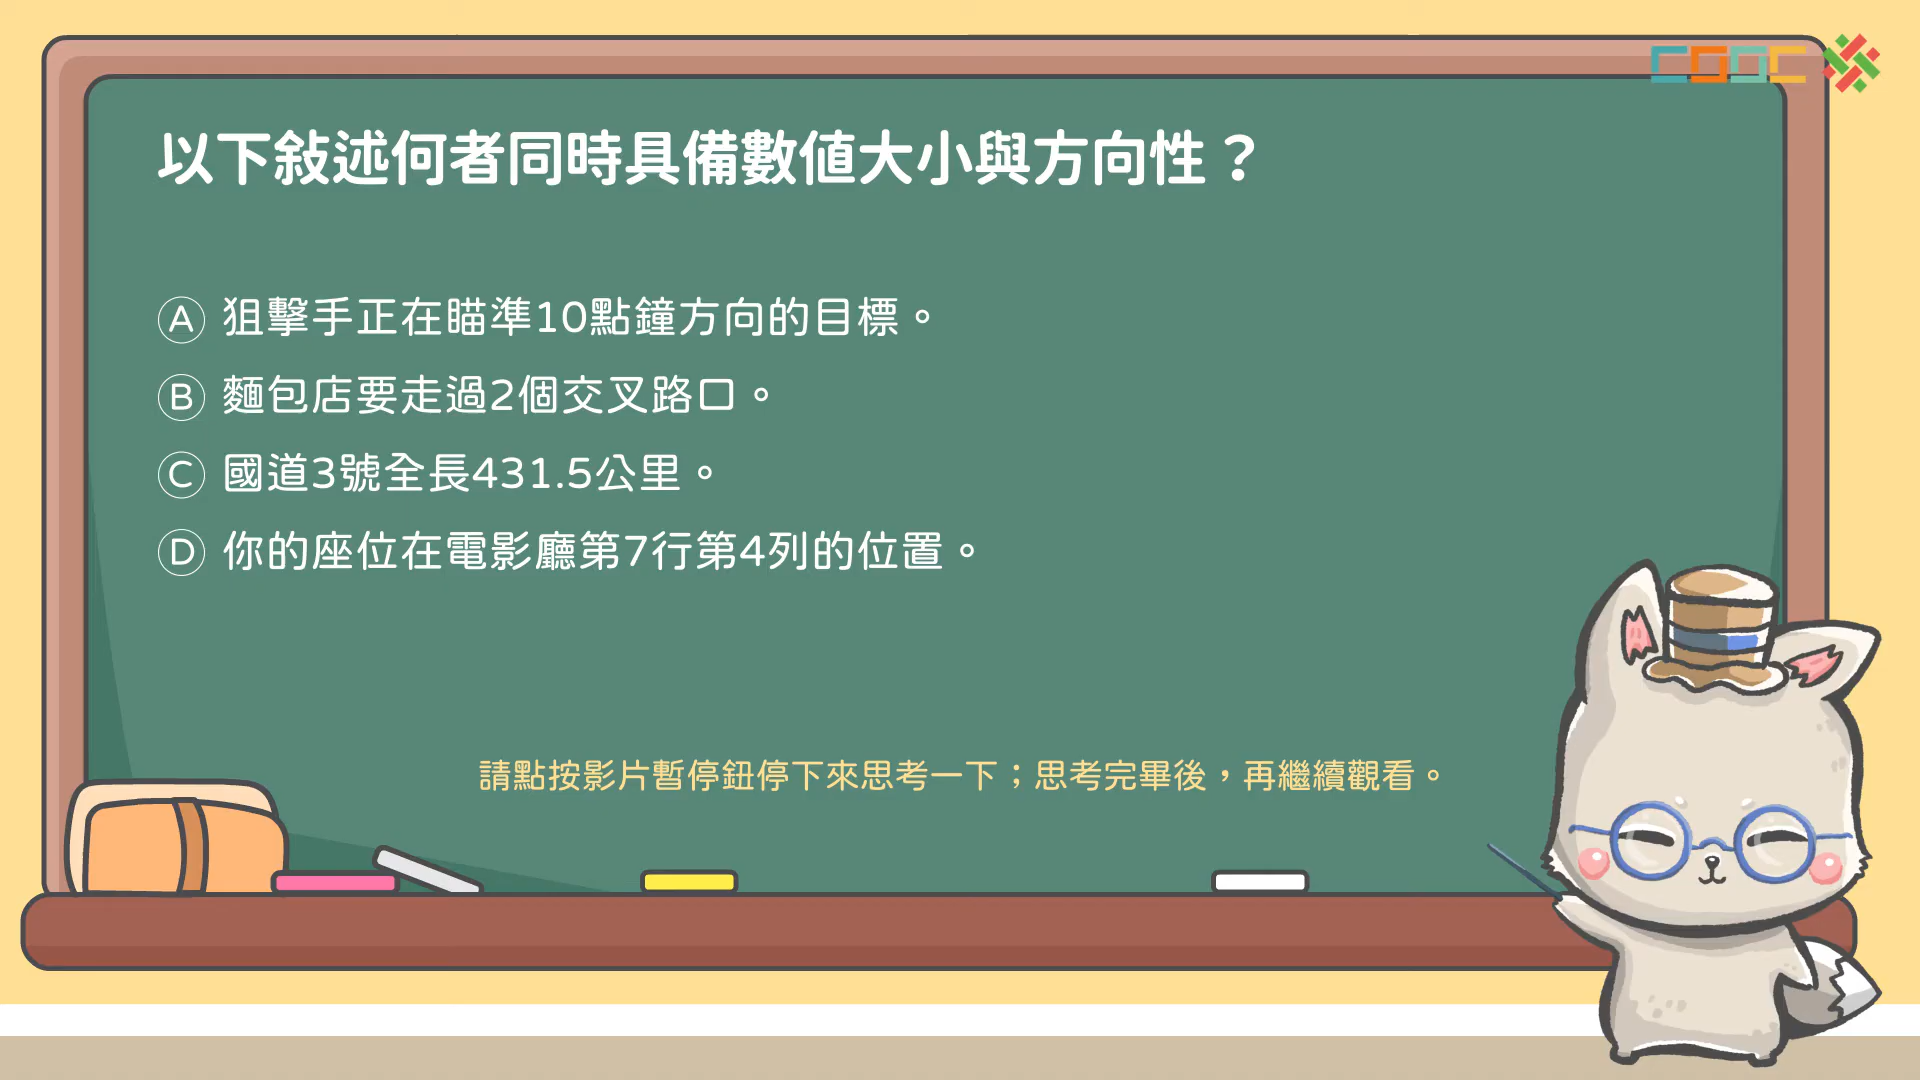 COOC
以下敍述何者同時具備數值大小與方向性？
Ⓐ 狙擊手正在瞄準10點鐘方向的目標。
Ⓑ 麵包店要走過2個交叉路口。
Ⓒ 國道3號全長431.5公里。
Ⓓ 你的座位在電影廳第7行第4列的位置。
請點按影片暫停鈕停下來思考一下；思考完畢後，再繼續觀看。